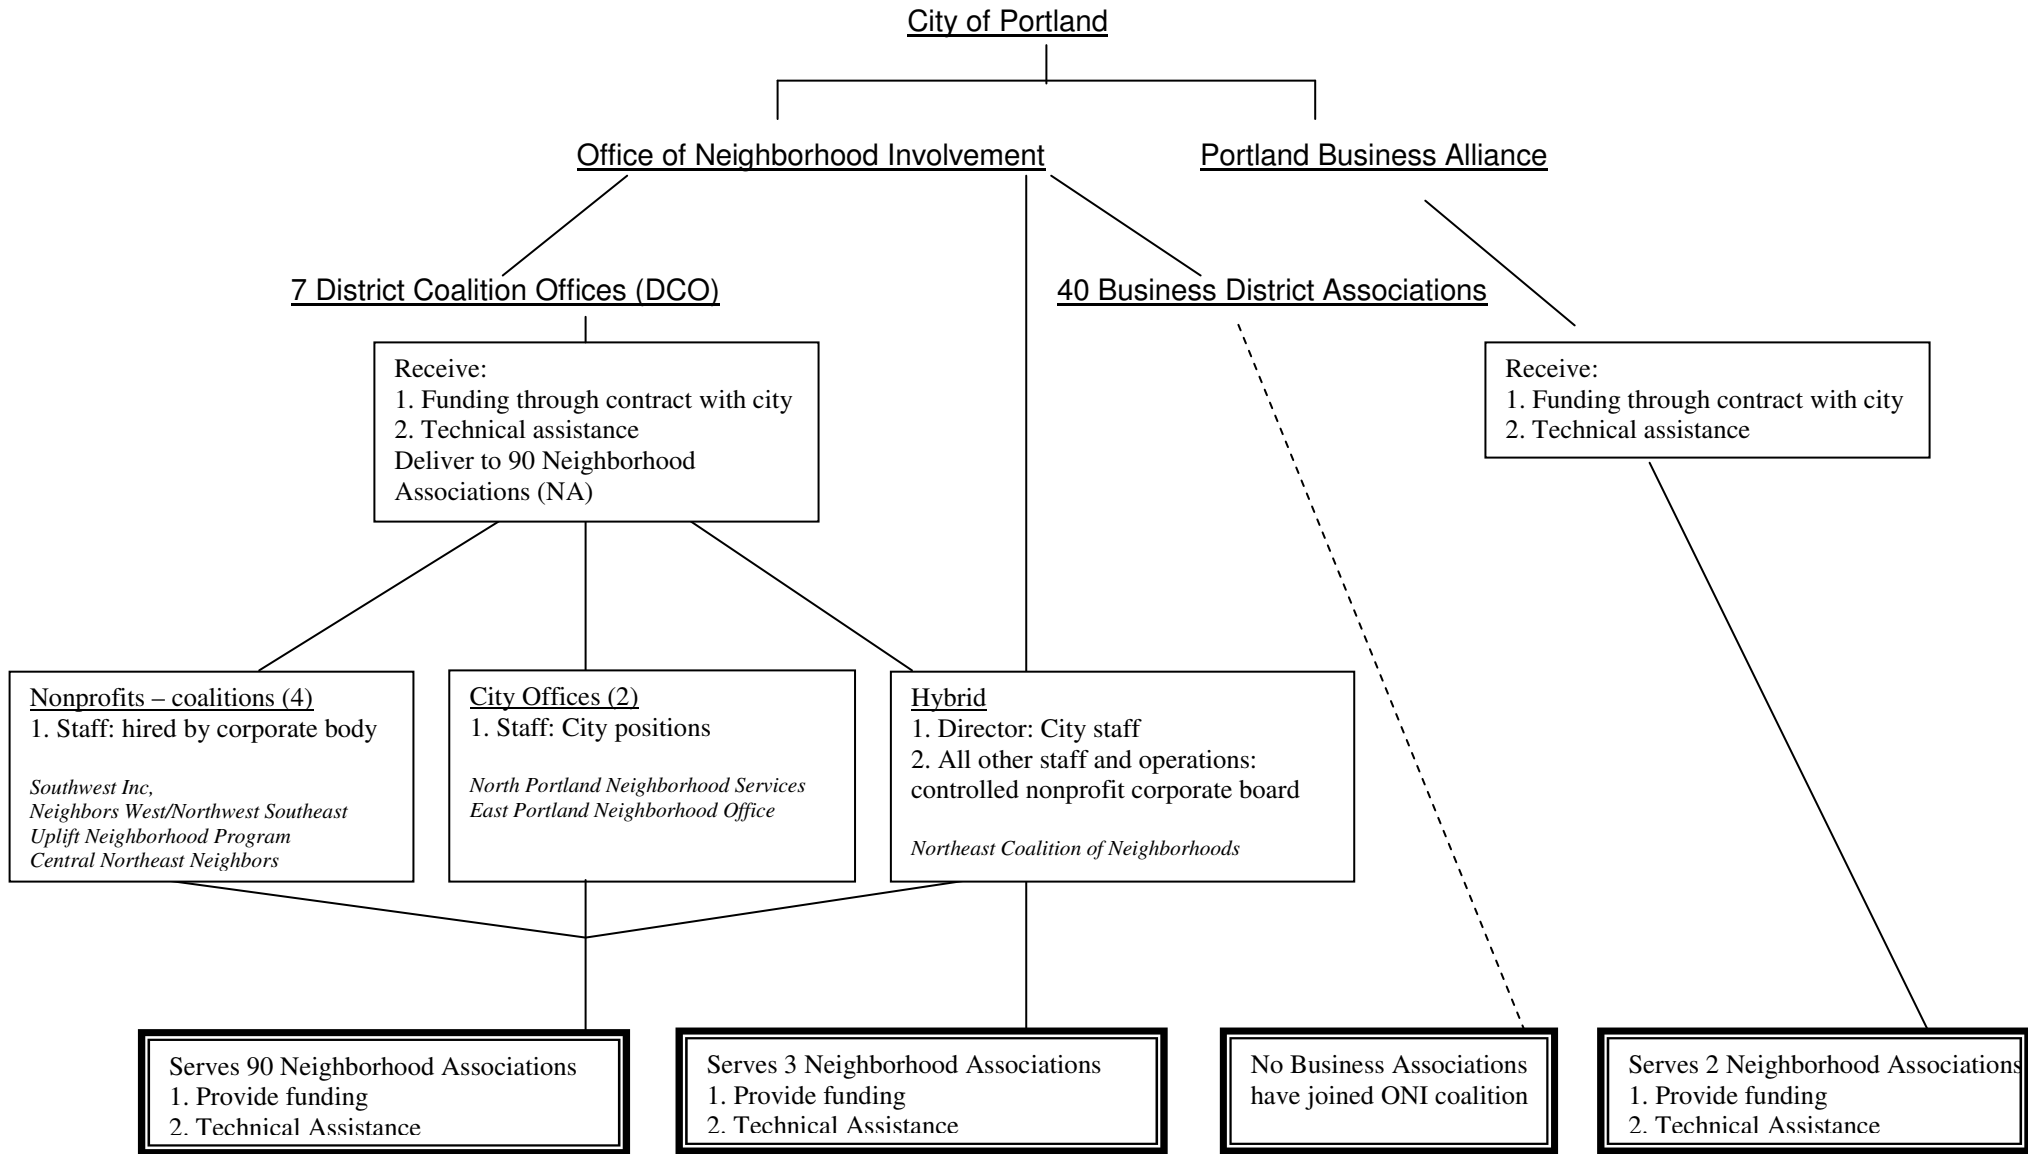 City of Portland
Office of Neighborhood Involvement
Portland Business Alliance
7 District Coalition Offices (DCO)
40 Business District Associations
Receive:
1. Funding through contract with city
2. Technical assistance
Deliver to 90 Neighborhood
Associations (NA)
Receive:
1. Funding through contract with city
2. Technical assistance
Nonprofits – coalitions (4)
1. Staff: hired by corporate body
Southwest Inc,
Neighbors West/Northwest Southeast
Uplift Neighborhood Program
Central Northeast Neighbors
City Offices (2)
1. Staff: City positions
North Portland Neighborhood Services
East Portland Neighborhood Office
Hybrid
1. Director: City staff
2. All other staff and operations:
controlled nonprofit corporate board
Northeast Coalition of Neighborhoods
Serves 90 Neighborhood Associations
1. Provide funding
2. Technical Assistance
Serves 3 Neighborhood Associations
1. Provide funding
2. Technical Assistance
No Business Associations
have joined ONI coalition
Serves 2 Neighborhood Associations
1. Provide funding
2. Technical Assistance